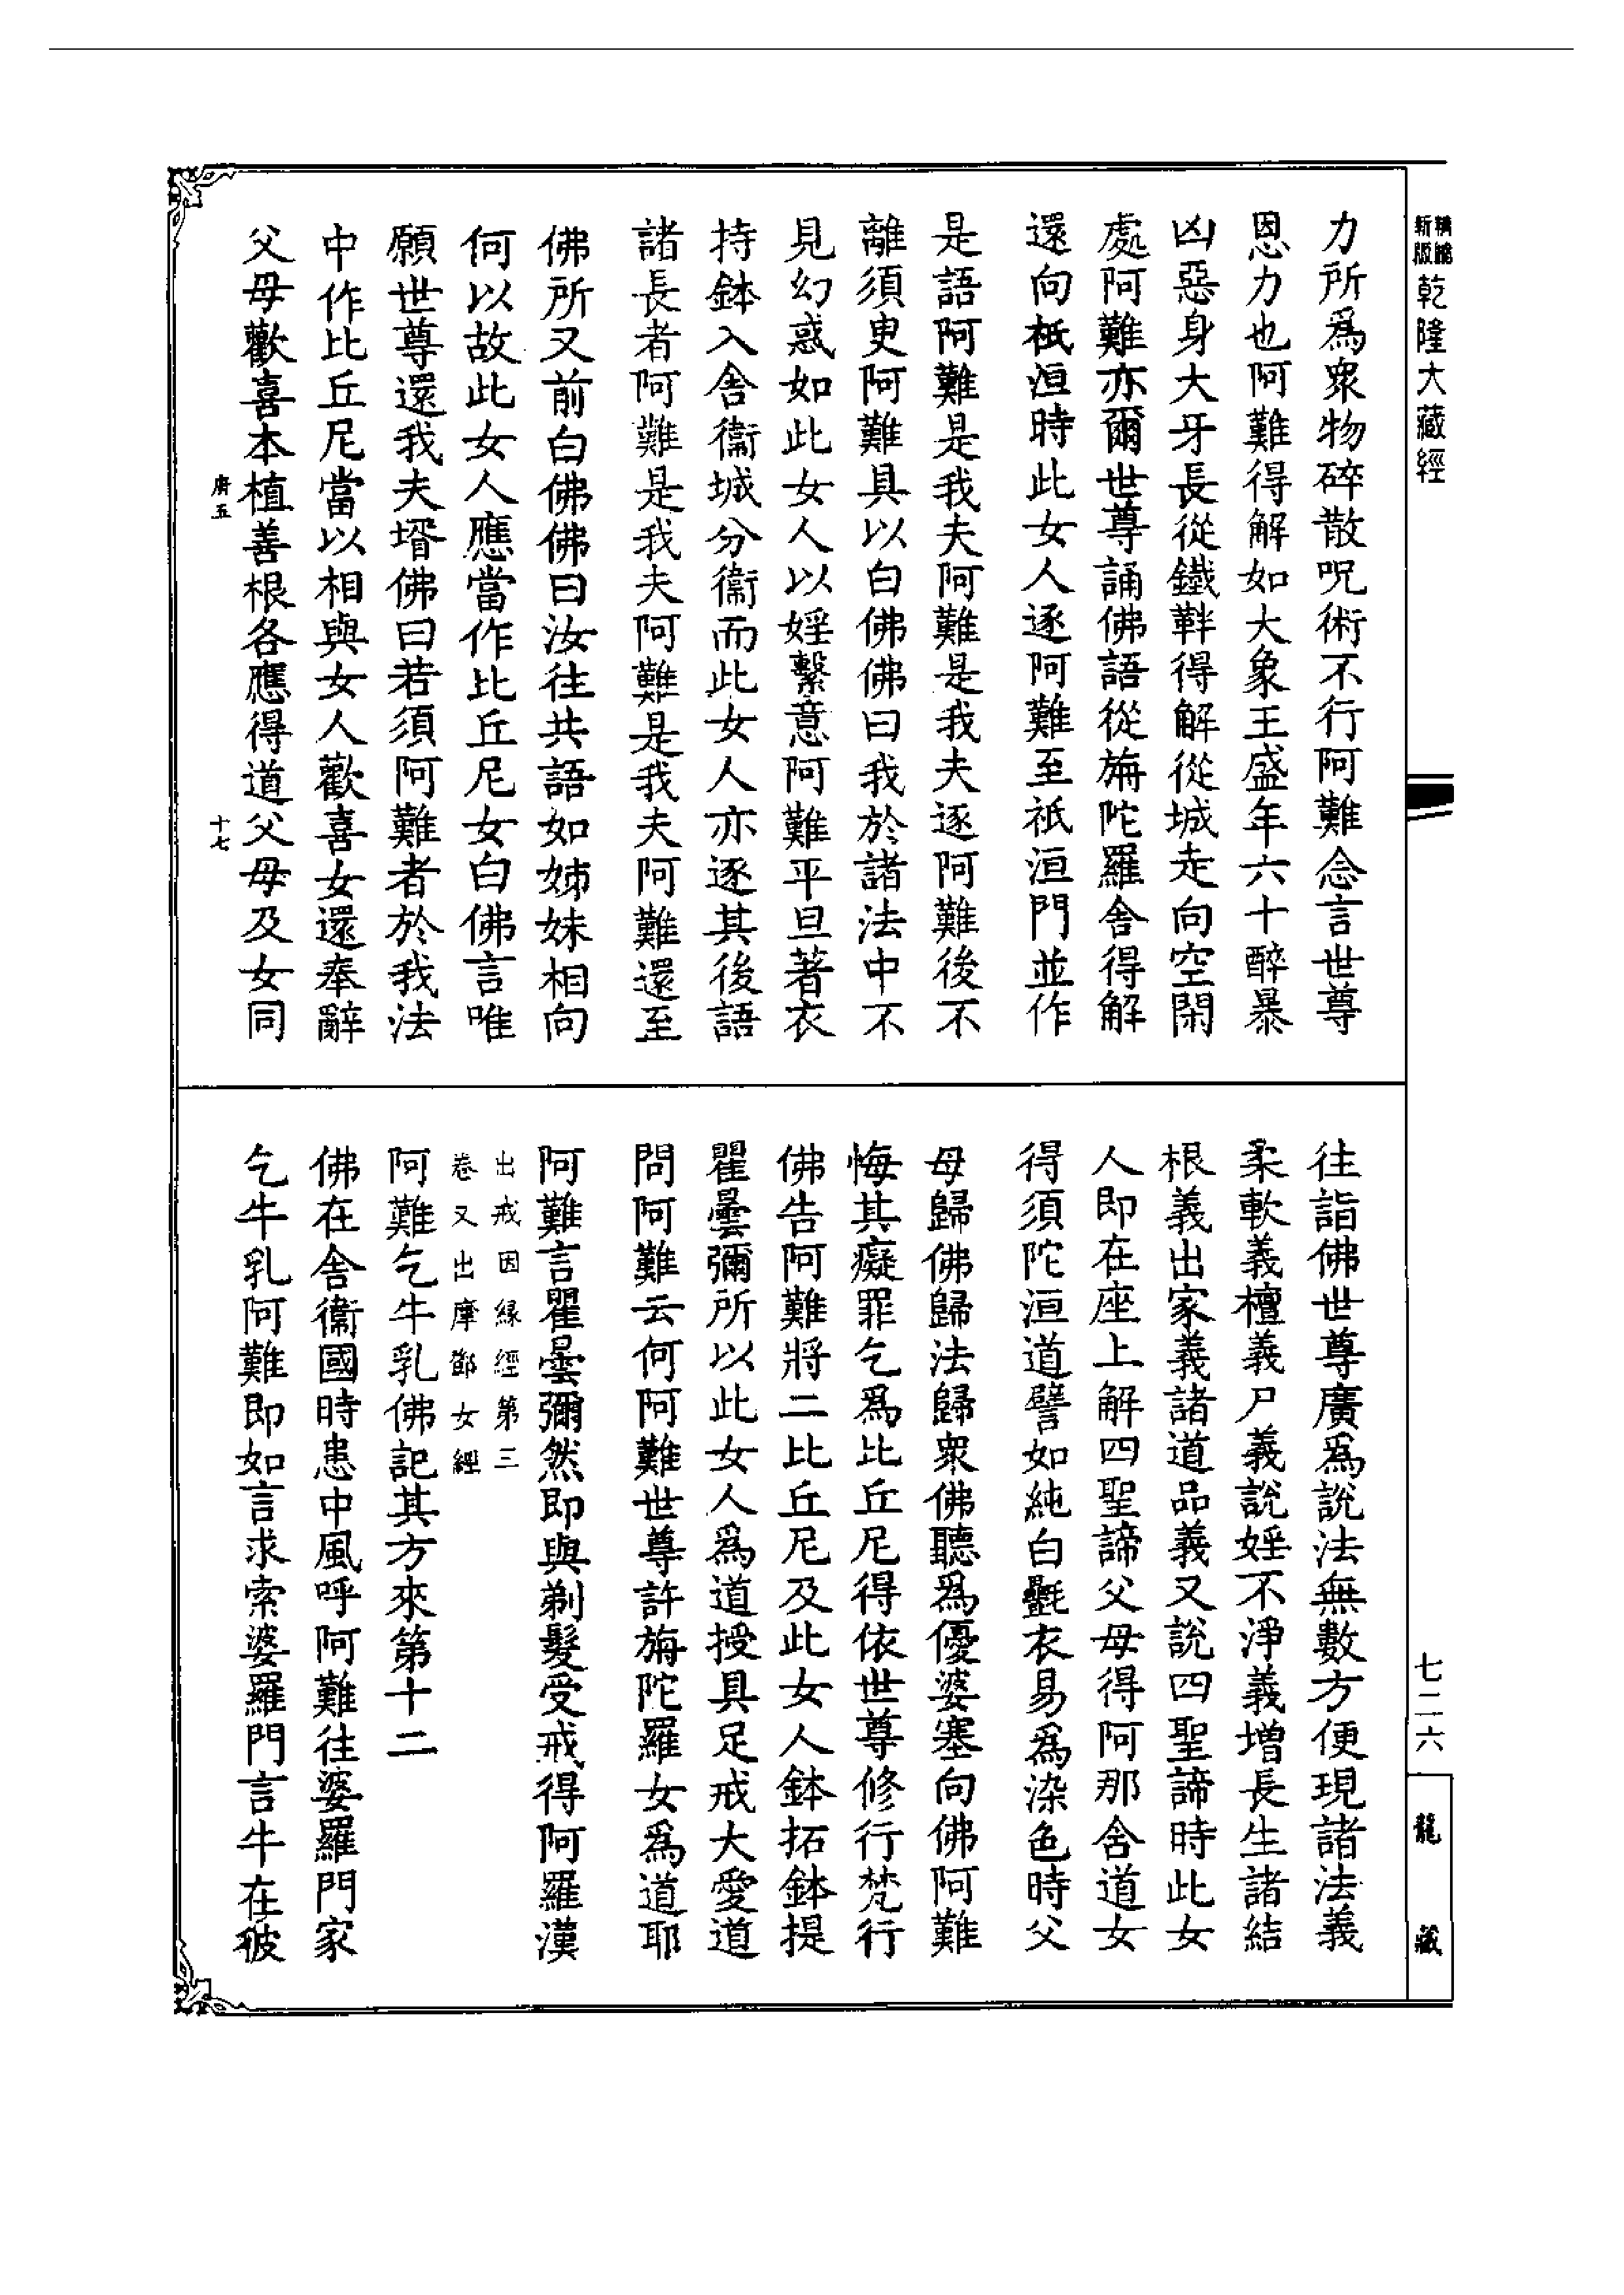 新版
乾隆大藏經
力所爲衆物碎散呪術不行阿難念言世尊
恩力也阿難得解如大象王盛年六十醉暴
凶惡身大牙長從鐵靽得解從城走向空閑
處阿難亦爾世尊誦佛語從旃陀羅舍得解
還向祇洹時此女人逐阿難至祇洹門並作
是語阿難是我夫阿難是我夫逐阿難後不
離須臾阿難具以白佛佛曰我於諸法中不
見幻惑如此女人以婬繫意阿難平旦著衣
持鉢入舍衞城分衞而此女人亦逐其後語
諸長者阿難是我夫阿難是我夫阿難還至
佛所又前白佛佛曰汝往共語如姊妹相向
何以故此女人應當作比丘尼女白佛言唯
願世尊還我夫壻佛曰若須阿難者於我法
中作比丘尼當以相與女人歡喜女還奉辭
父母歡喜本植善根各應得道父母及女同
五
十七
往詣佛世尊廣爲說法無數方便現諸法義
柔軟義檀義尸義說婬不淨義增長生諸結
根義出家義諸道品義又說四聖諦時此女
人即在座上解四聖諦父母得阿那含道女
得須陀洹道譬如純白氎衣易爲染色時父
母歸佛歸法歸衆佛聽爲優婆塞向佛阿難
悔其癡罪乞爲比丘尼得依世尊修行梵行
佛告阿難將二比丘尼及此女人鉢拓鉢提
瞿曇彌所以此女人爲道授具足戒大愛道
問阿難云何阿難世尊許旃陀羅女爲道耶
阿難言瞿曇彌然即與剃髮受戒得阿羅漢
出戒因緣經第三
卷又出摩鄧女經
阿難乞牛乳佛記其方來第十二
佛在舍衞國時患中風呼阿難往婆羅門家
乞牛乳阿難即如言求索婆羅門言牛在彼
七二六
龍藏